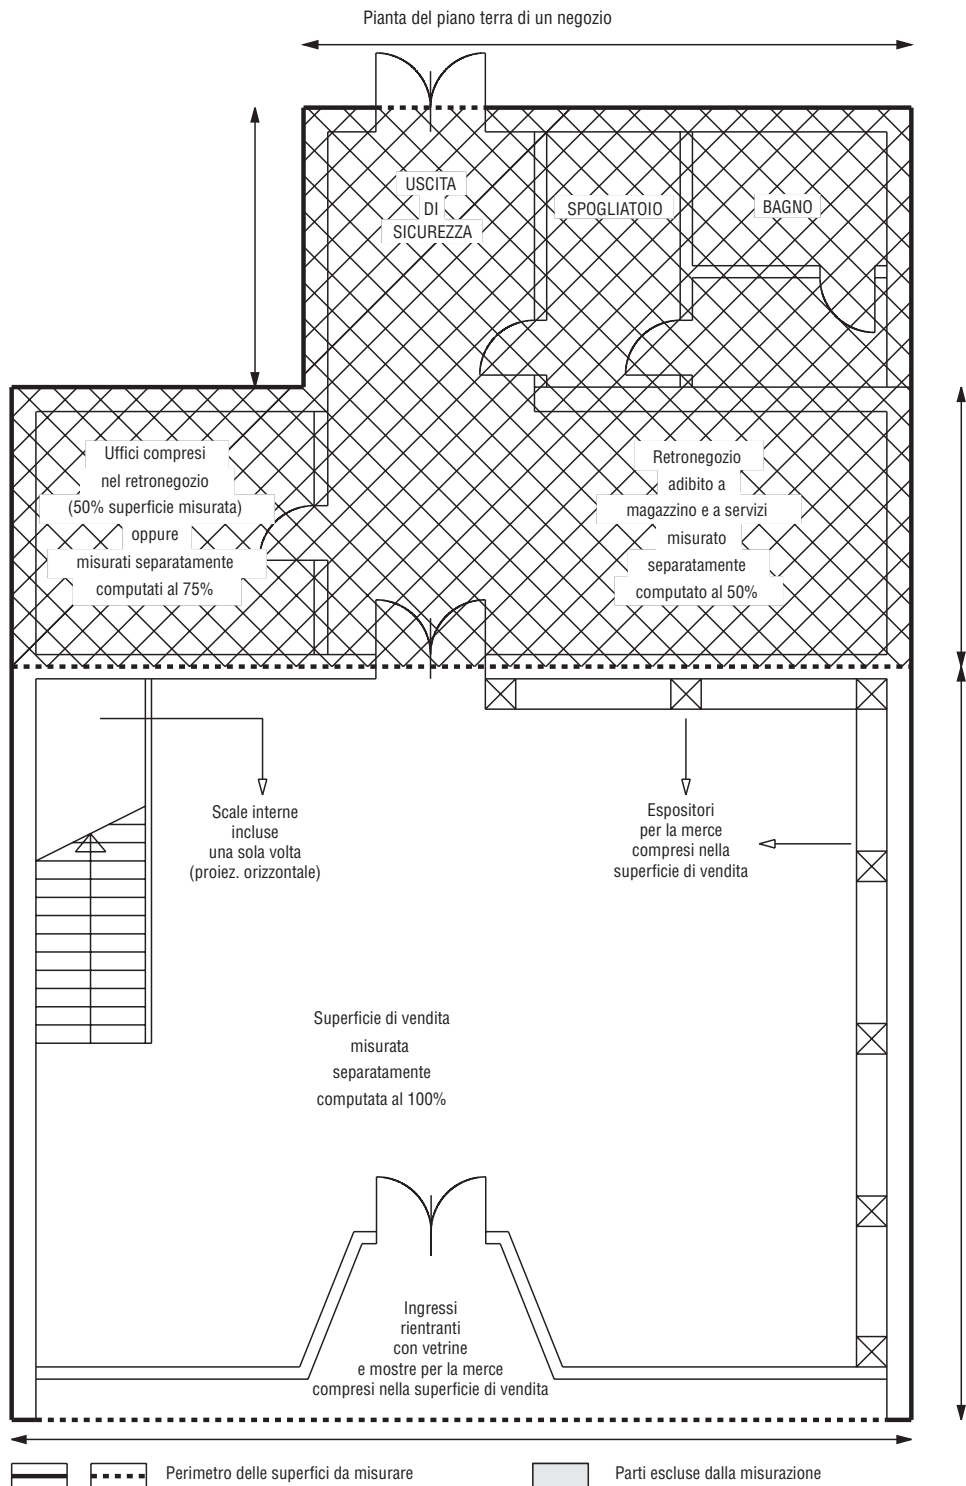 Pianta del piano terra di un negozio
USCITA
DI
SICUREZZA
SPOGLIATOIO
BAGNO
Uffici compresi
nel retronegozio
(50% superficie misurata)
oppure
misurati separatamente
computati al 75%
Retronegozio
adibito a
magazzino e a servizi
misurato
separatamente
computato al 50%
Scale interne
incluse
una sola volta
(proiez. orizzontale)
Espositori
per la merce
compresi nella
superficie di vendita
Superficie di vendita
misurata
separatamente
computata al 100%
Ingressi
rientranti
con vetrine
e mostre per la merce
compresi nella superficie di vendita
Perimetro delle superfici da misurare
Parti escluse dalla misurazione